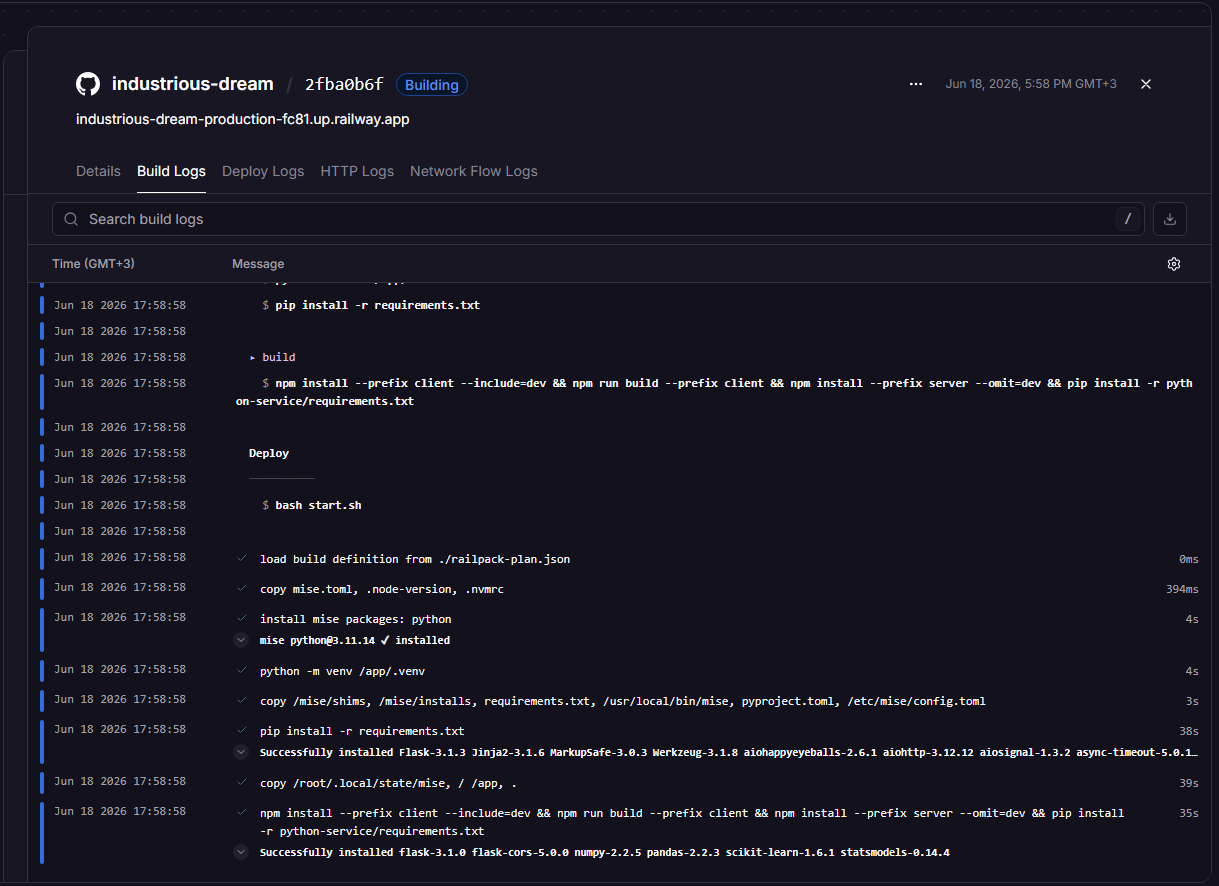 industrious-dream / 2fba0b6f Building ... Jun 18, 2026, 5:58 PM GMT+3
industrious-dream-production-fc81.up.railway.app
Details Build Logs Deploy Logs HTTP Logs Network Flow Logs
Search build logs /
Time (GMT+3) Message
Jun 18 2026 17:58:58 $ pip install -r requirements.txt
Jun 18 2026 17:58:58
Jun 18 2026 17:58:58 ▸ build
Jun 18 2026 17:58:58 $ npm install --prefix client --include=dev && npm run build --prefix client && npm install --prefix server --omit=dev && pip install -r pyth
on-service/requirements.txt
Jun 18 2026 17:58:58
Jun 18 2026 17:58:58 Deploy
Jun 18 2026 17:58:58 ──────────
Jun 18 2026 17:58:58 $ bash start.sh
Jun 18 2026 17:58:58
Jun 18 2026 17:58:58 load build definition from ./railpack-plan.json 0ms
Jun 18 2026 17:58:58 copy mise.toml, .node-version, .nvmrc 394ms
Jun 18 2026 17:58:58 install mise packages: python 4s
mise python@3.11.14 ✓ installed
Jun 18 2026 17:58:58 python -m venv /app/.venv 4s
Jun 18 2026 17:58:58 copy /mise/shims, /mise/installs, requirements.txt, /usr/local/bin/mise, pyproject.toml, /etc/mise/config.toml 3s
Jun 18 2026 17:58:58 pip install -r requirements.txt 38s
Successfully installed Flask-3.1.3 Jinja2-3.1.6 MarkupSafe-3.0.3 Werkzeug-3.1.8 aiohappyeyeballs-2.6.1 aiohttp-3.12.12 aiosignal-1.3.2 async-timeout-5.0.1…
Jun 18 2026 17:58:58 copy /root/.local/state/mise, / /app, . 39s
Jun 18 2026 17:58:58 npm install --prefix client --include=dev && npm run build --prefix client && npm install --prefix server --omit=dev && pip install 35s
-r python-service/requirements.txt
Successfully installed flask-3.1.0 flask-cors-5.0.0 numpy-2.2.5 pandas-2.2.3 scikit-learn-1.6.1 statsmodels-0.14.4